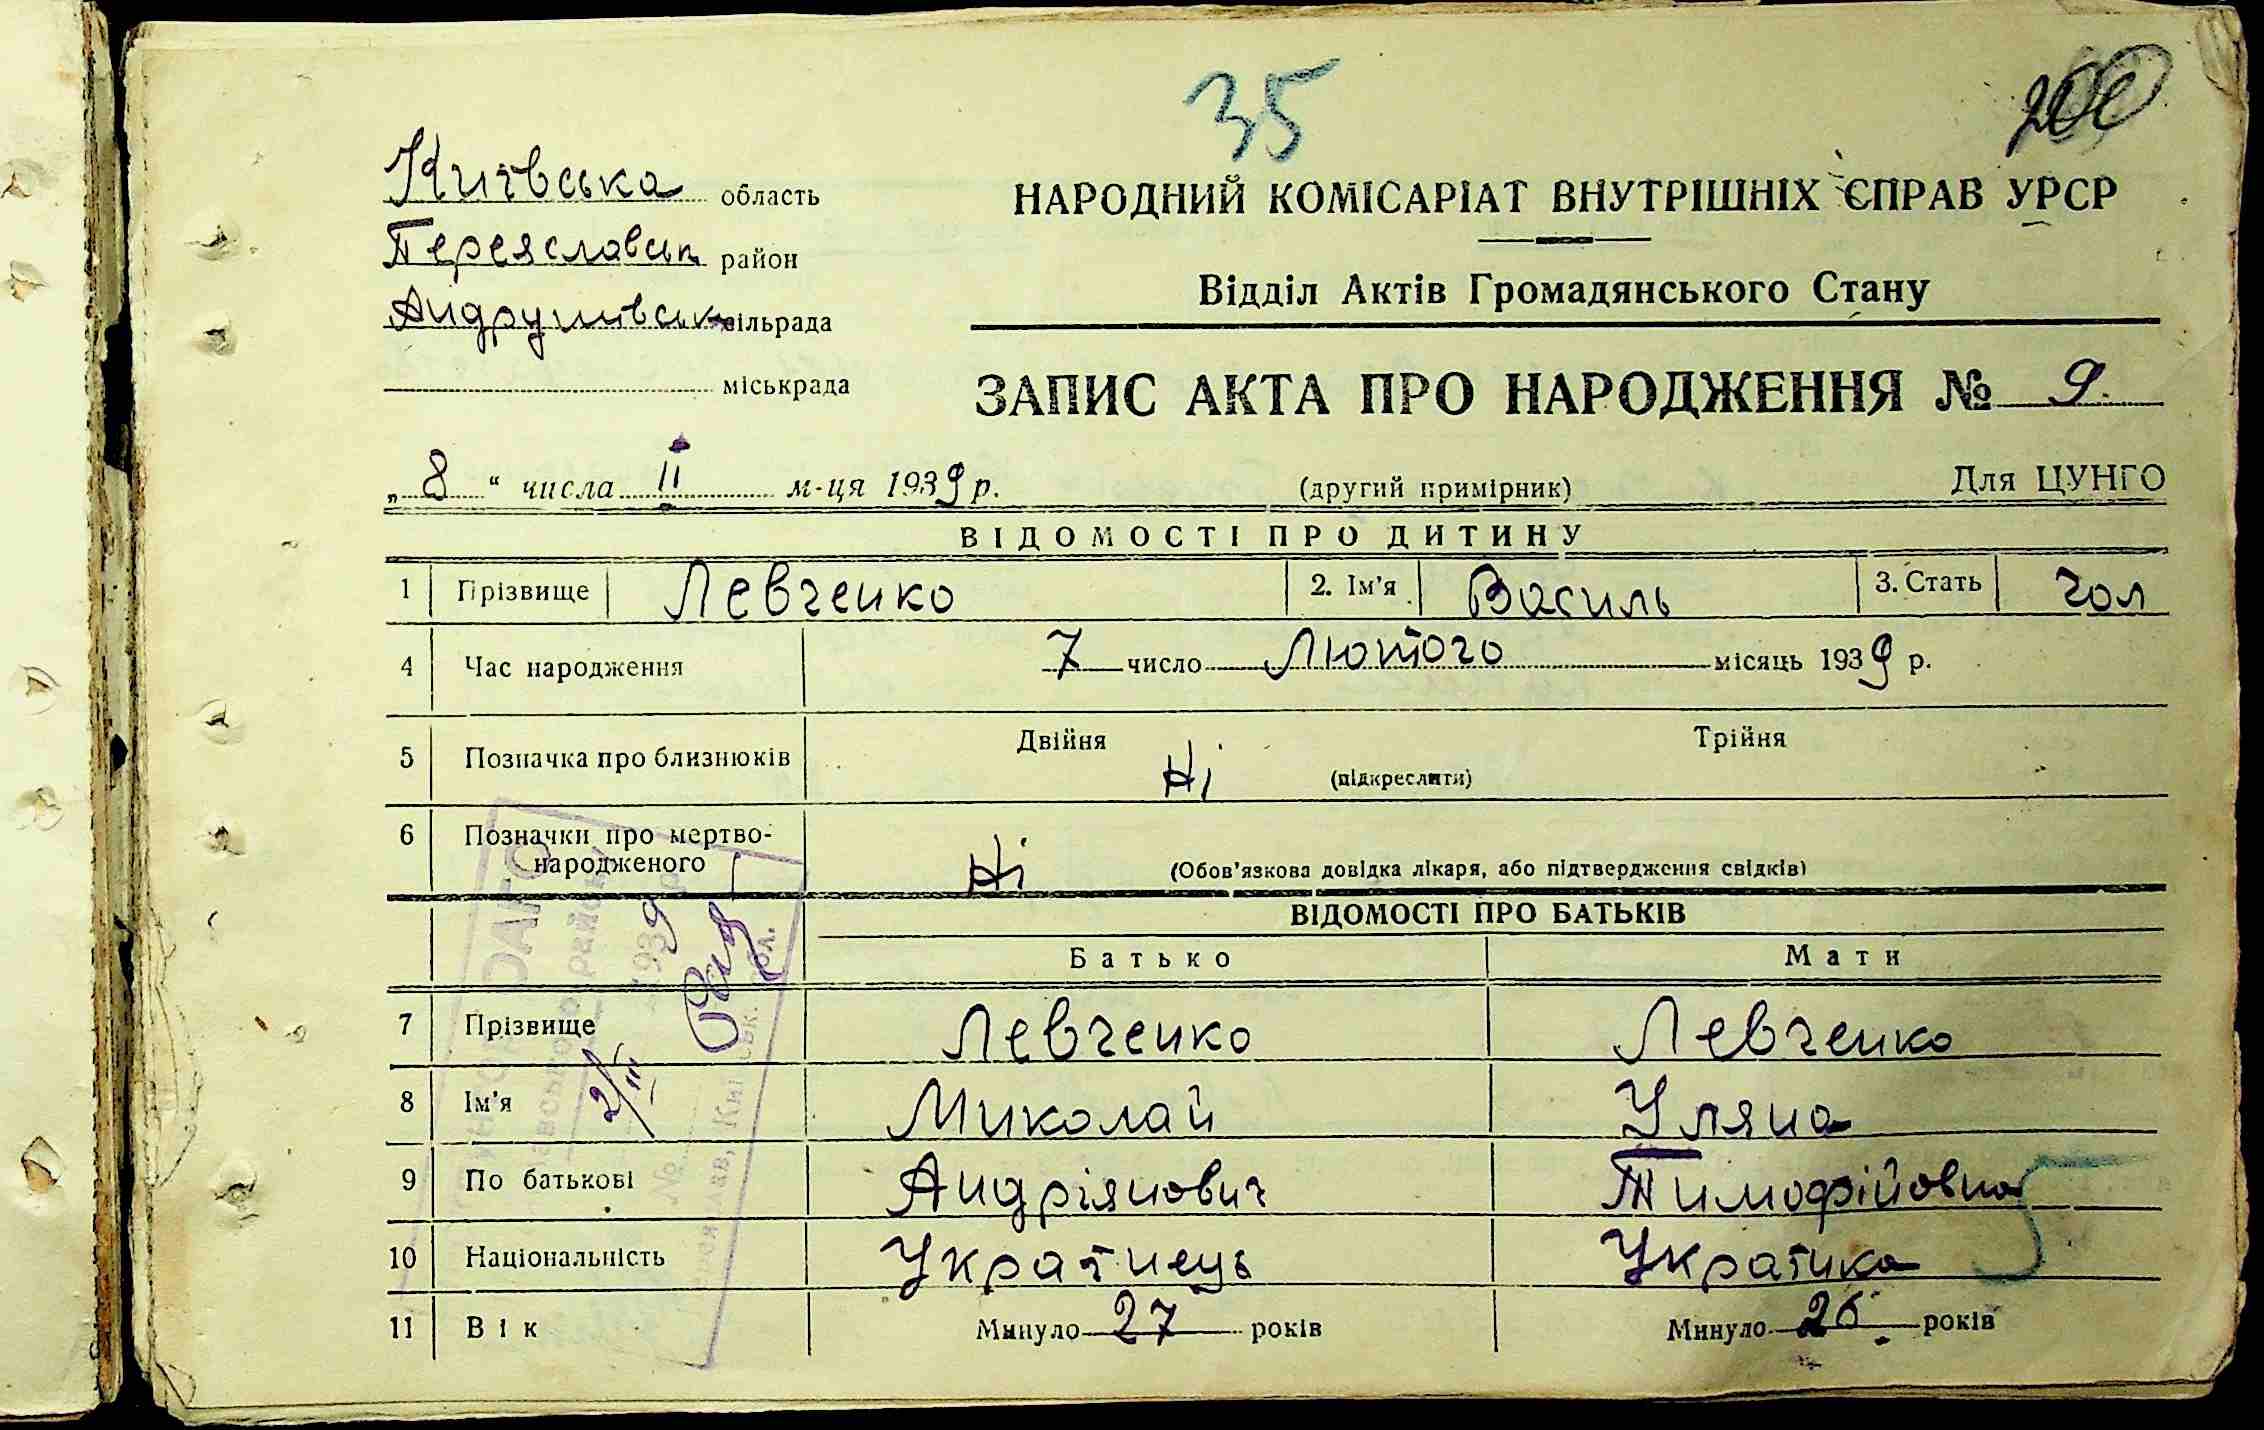 35
200
Київська область
Переяславськ район
Андрушівськ сільрада
міськрада
НАРОДНИЙ КОМІСАРІАТ ВНУТРІШНІХ СПРАВ УРСР
Відділ Актів Громадянського Стану
ЗАПИС АКТА ПРО НАРОДЖЕННЯ № 9.
„8“ числа II м-ця 1939 р. (другий примірник) Для ЦУНГО
ВІДОМОСТІ ПРО ДИТИНУ
1 Прізвище Левченко 2. Ім'я Василь 3. Стать чол
4 Час народження 7 число Лютого місяць 1939 р.
5 Позначка про близнюків Двійня Ні (підкреслити) Трійня
6 Позначки про мертво-
народженого Ні (Обов'язкова довідка лікаря, або підтвердження свідків)
ВІДОМОСТІ ПРО БАТЬКІВ
Батько Мати
7 Прізвище Левченко Левченко
8 Ім'я Миколай Уляна
9 По батькові Андріянович Тимофійовна
10 Національність Українець Українка
11 Вік Минуло 27 років Минуло 26 років